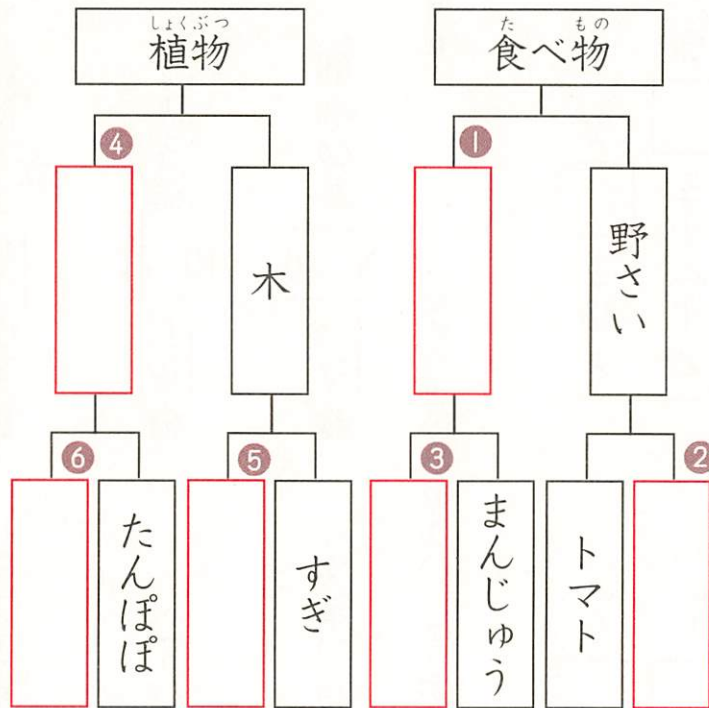 食べ物
た もの
①
野さい
②
トマト
まんじゅう
③
植物
しょくぶつ
④
木
すぎ
⑤
たんぽぽ
⑥